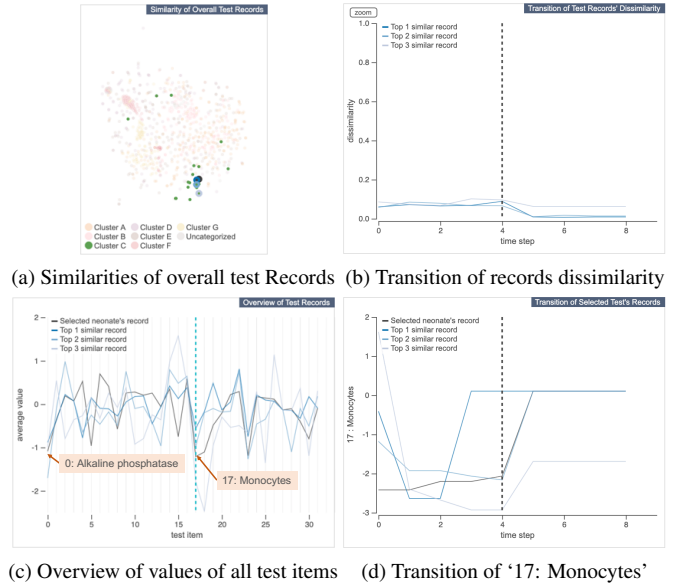 Similarity of Overall Test Records
Cluster A Cluster D Cluster G
Cluster B Cluster E Uncategorized
Cluster C Cluster F
(a) Similarities of overall test Records
zoom
Transition of Test Records' Dissimilarity
Top 1 similar record
Top 2 similar record
Top 3 similar record
1.0
0.8
0.6
0.4
0.2
0.0
dissimilarity
0 2 4 6 8
time step
(b) Transition of records dissimilarity
Overview of Test Records
Selected neonate's record
Top 1 similar record
Top 2 similar record
Top 3 similar record
2
1
0
-1
-2
average value
0: Alkaline phosphatase
17: Monocytes
0 5 10 15 20 25 30
test item
(c) Overview of values of all test items
Transition of Selected Test's Records
Selected neonate's record
Top 1 similar record
Top 2 similar record
Top 3 similar record
2
1
0
-1
-2
-3
17 : Monocytes
0 2 4 6 8
time step
(d) Transition of ‘17: Monocytes’